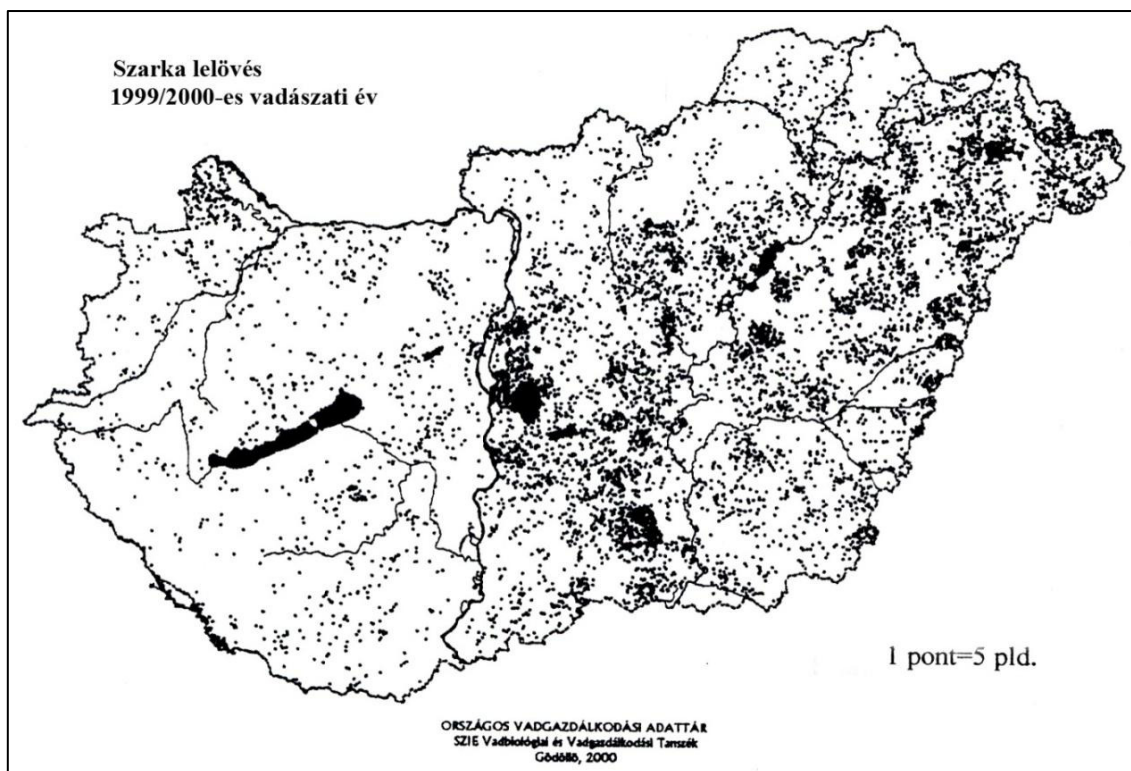 Szarka lelövés
1999/2000-es vadászati év
1 pont=5 pld.
ORSZÁGOS VADGAZDÁLKODÁSI ADATTÁR
SZIE Vadbiológiai és Vadgazdálkodási Tanszék
Gödöllő, 2000